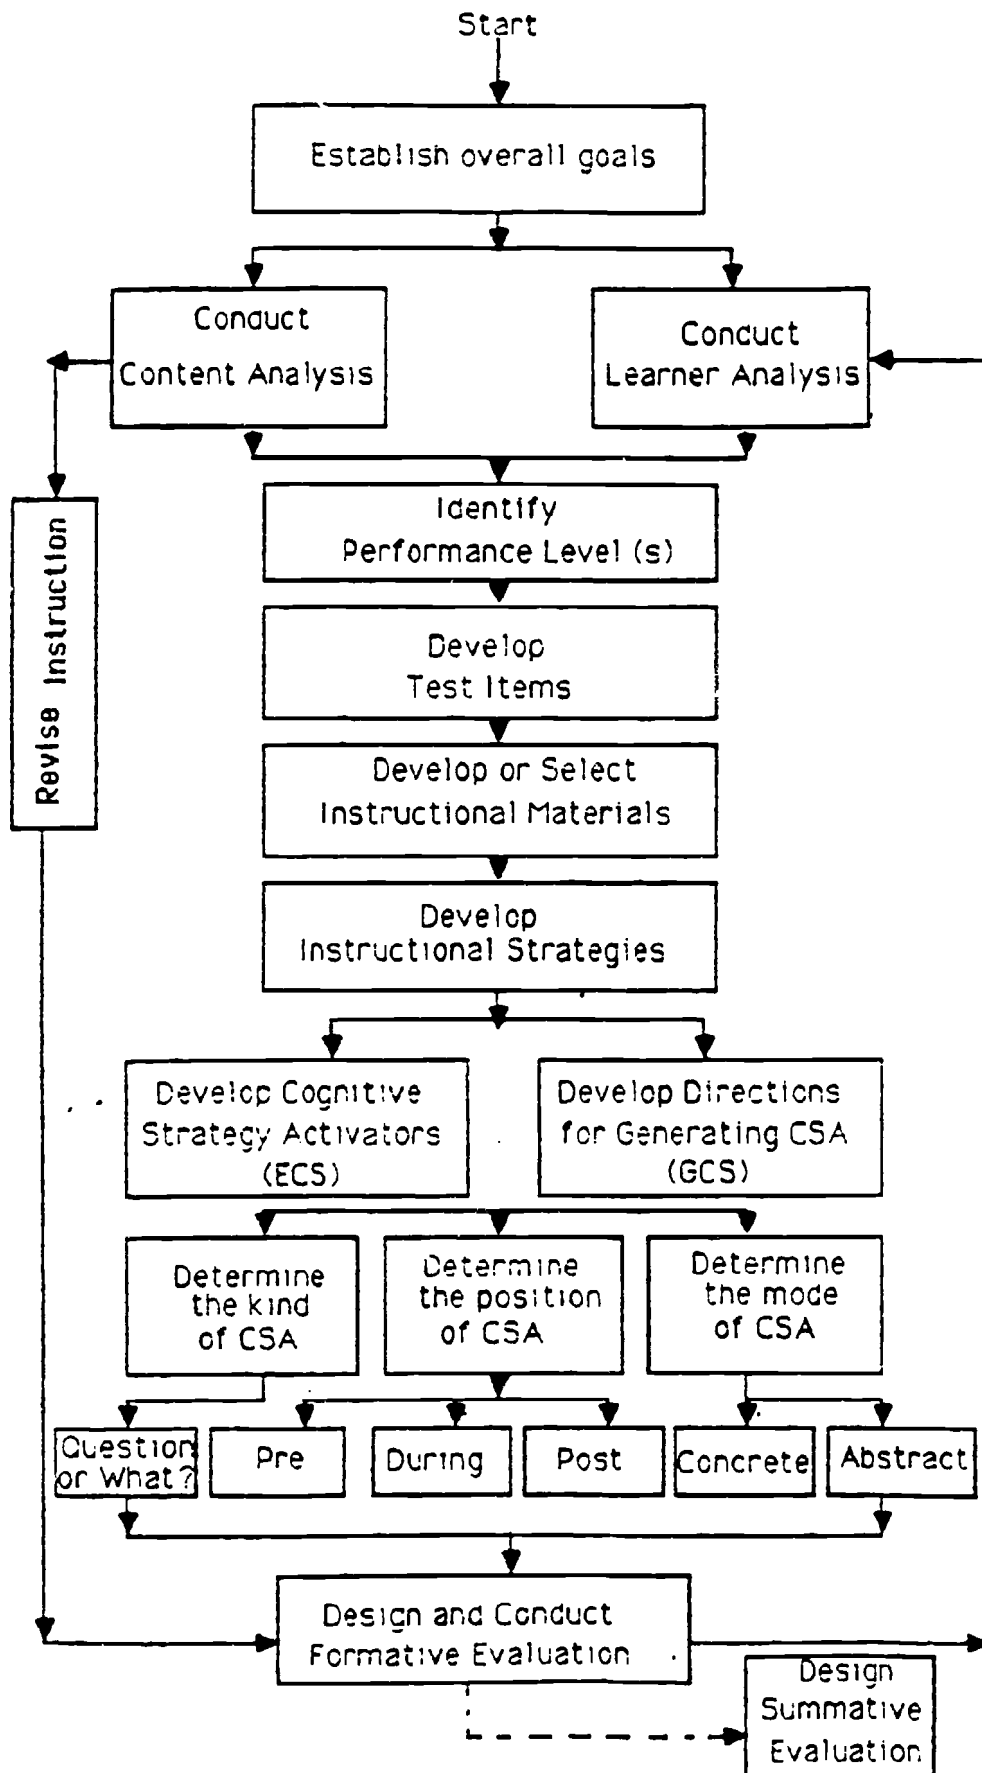 Start
Establish overall goals
Conduct
Content Analysis
Conduct
Learner Analysis
Identify
Performance Level (s)
Revise Instruction
Develop
Test Items
Develop or Select
Instructional Materials
Develop
Instructional Strategies
Develop Cognitive
Strategy Activators
(ECS)
Develop Directions
for Generating CSA
(GCS)
Determine
the kind
of CSA
Determine
the position
of CSA
Determine
the mode
of CSA
Question
or What?
Pre
During
Post
Concrete
Abstract
Design and Conduct
Formative Evaluation
Design
Summative
Evaluation